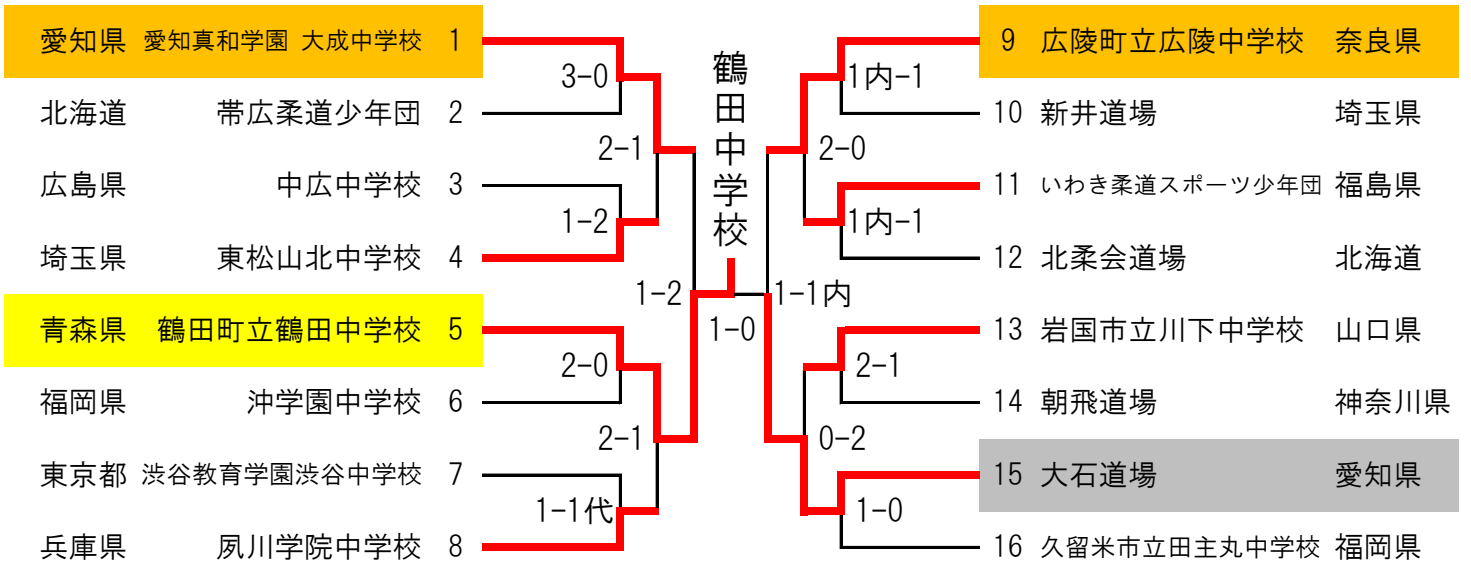 愛知県 愛知真和学園 大成中学校 1
北海道 帯広柔道少年団 2
広島県 中広中学校 3
埼玉県 東松山北中学校 4
青森県 鶴田町立鶴田中学校 5
福岡県 沖学園中学校 6
東京都 渋谷教育学園渋谷中学校 7
兵庫県 夙川学院中学校 8
3-0
1-2
2-0
1-1代
2-1
2-1
1-2
鶴田中学校
1-0
1-1内
2-0
0-2
1内-1
1内-1
2-1
1-0
9 広陵町立広陵中学校 奈良県
10 新井道場 埼玉県
11 いわき柔道スポーツ少年団 福島県
12 北柔会道場 北海道
13 岩国市立川下中学校 山口県
14 朝飛道場 神奈川県
15 大石道場 愛知県
16 久留米市立田主丸中学校 福岡県